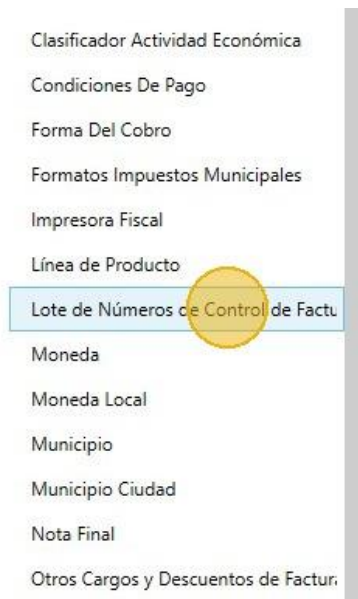 Clasificador Actividad Económica
Condiciones De Pago
Forma Del Cobro
Formatos Impuestos Municipales
Impresora Fiscal
Línea de Producto
Lote de Números de Control de Factu
Moneda
Moneda Local
Municipio
Municipio Ciudad
Nota Final
Otros Cargos y Descuentos de Factura